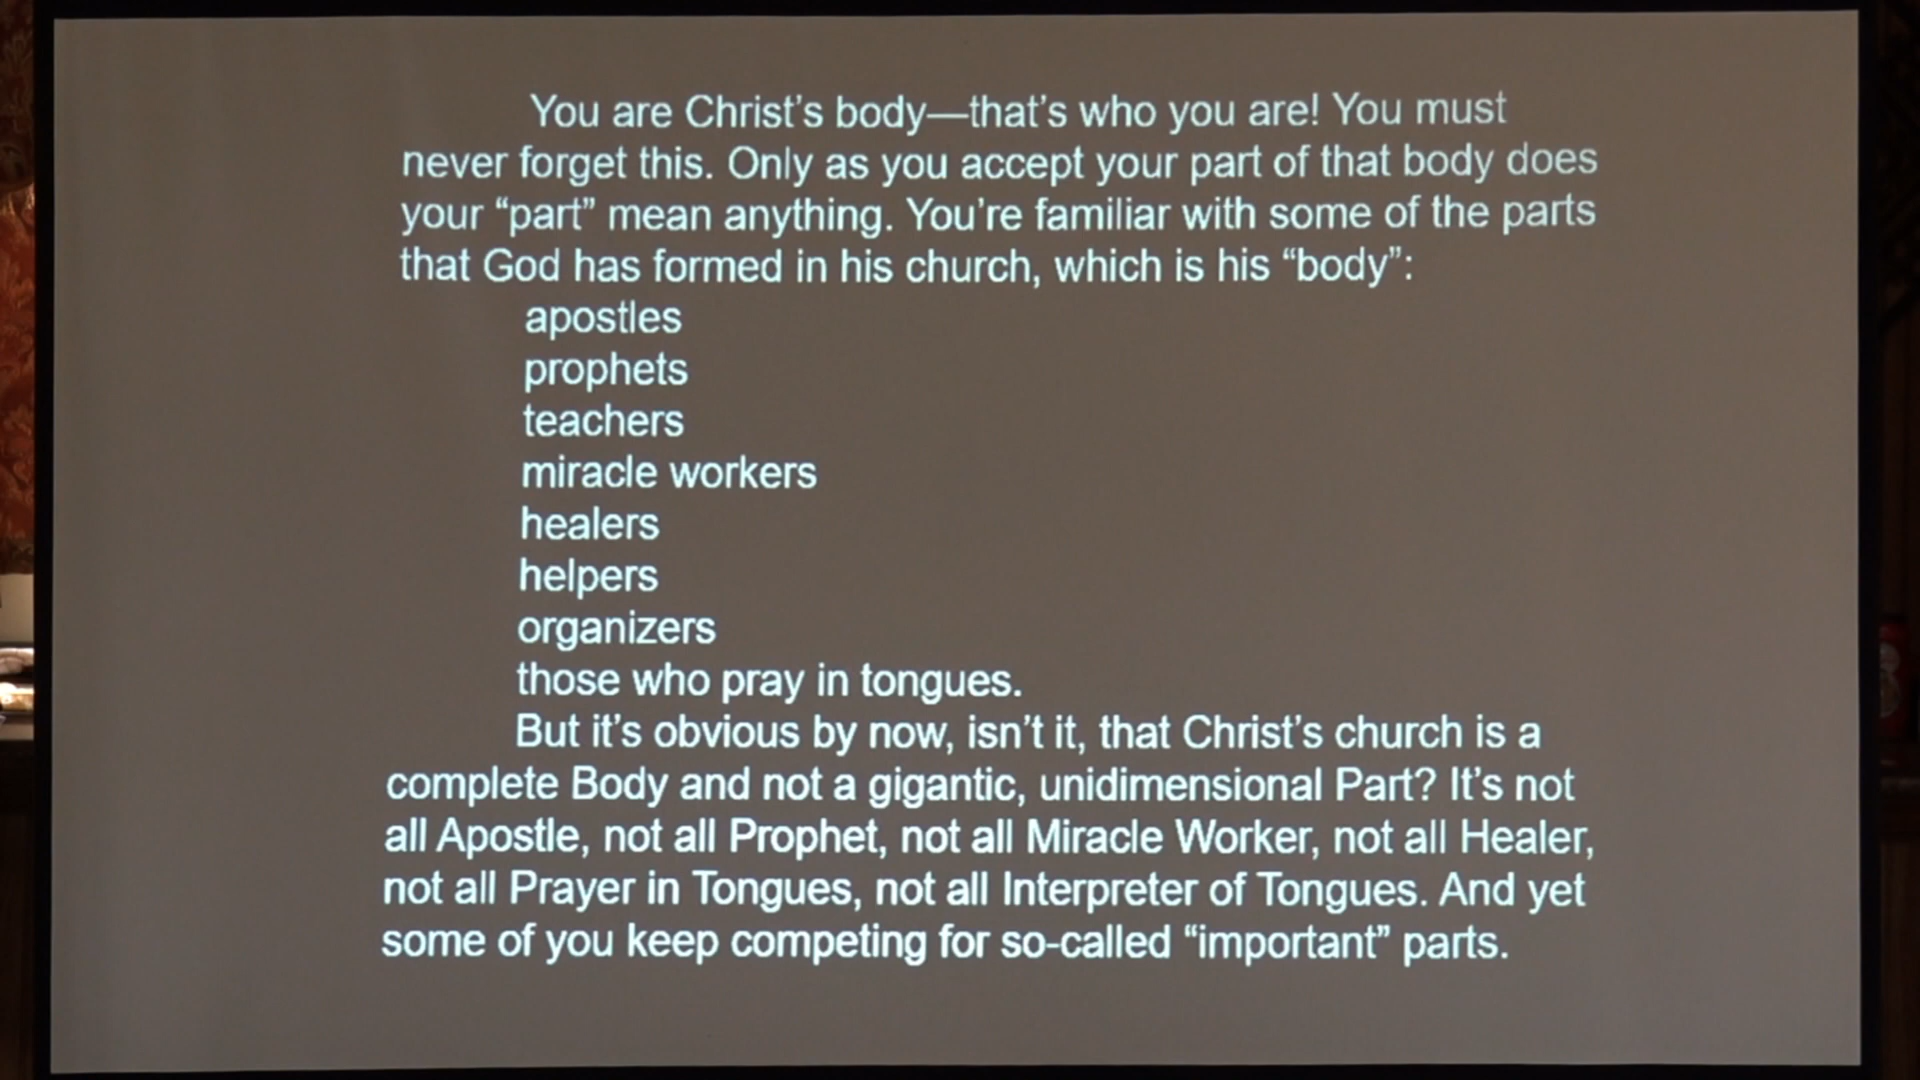 You are Christ’s body—that’s who you are! You must
never forget this. Only as you accept your part of that body does
your “part” mean anything. You’re familiar with some of the parts
that God has formed in his church, which is his “body”:
apostles
prophets
teachers
miracle workers
healers
helpers
organizers
those who pray in tongues.
But it’s obvious by now, isn’t it, that Christ’s church is a
complete Body and not a gigantic, unidimensional Part? It’s not
all Apostle, not all Prophet, not all Miracle Worker, not all Healer,
not all Prayer in Tongues, not all Interpreter of Tongues. And yet
some of you keep competing for so-called “important” parts.